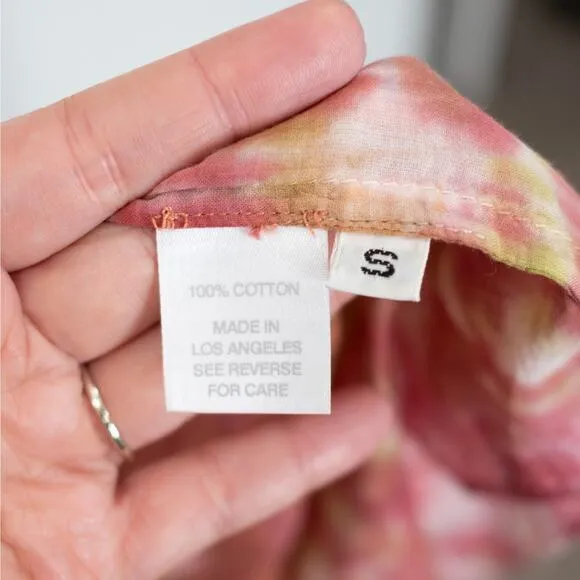 100% COTTON
MADE IN
LOS ANGELES
SEE REVERSE
FOR CARE
S